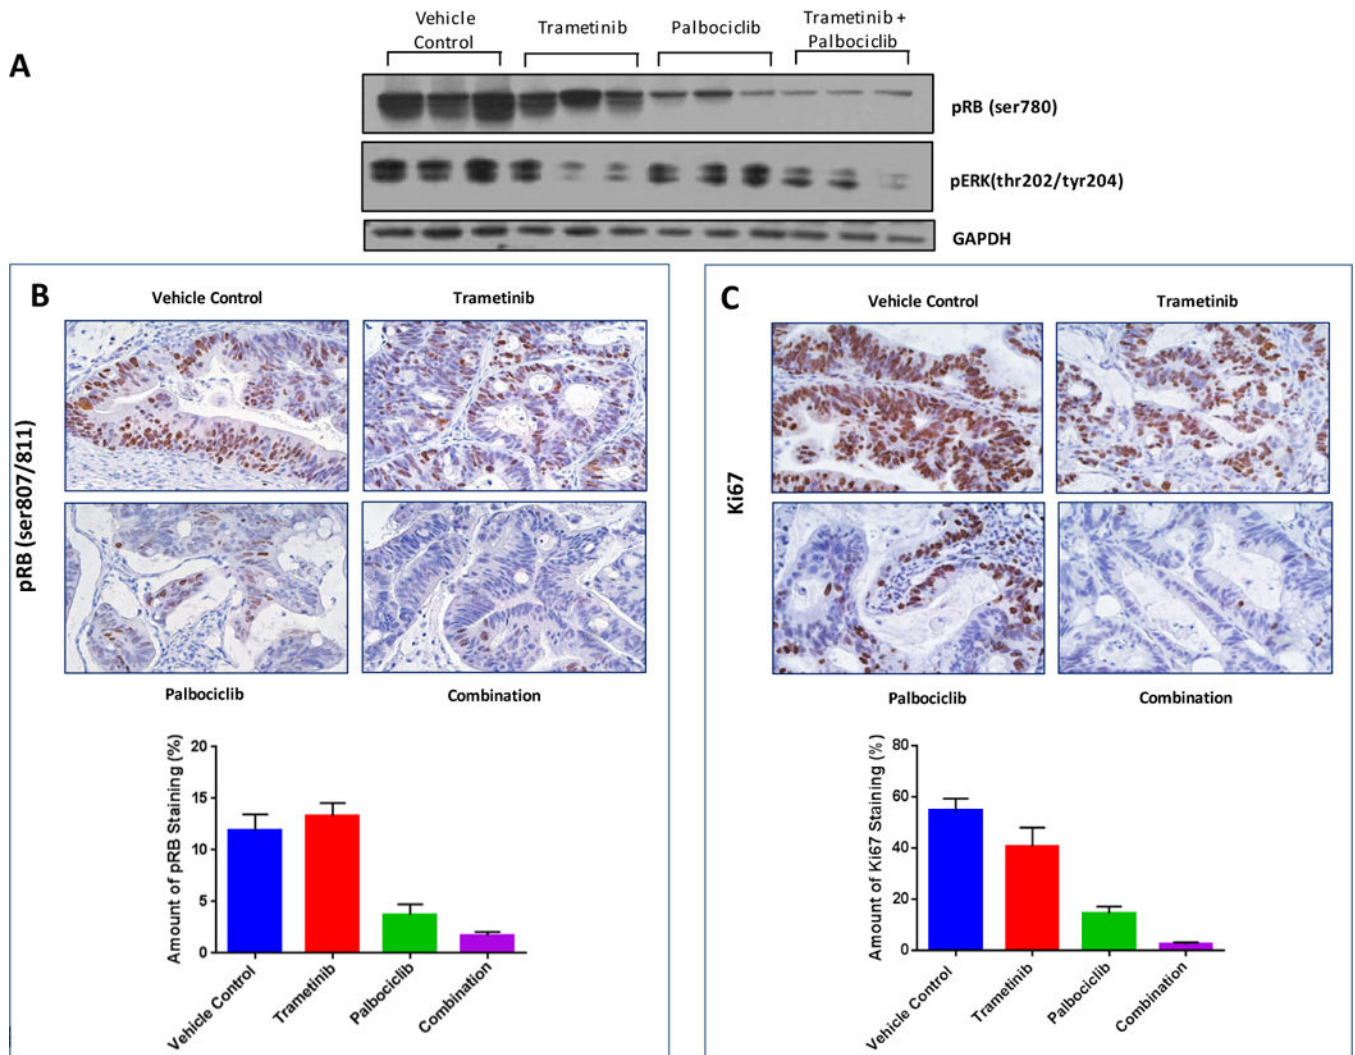 A
Vehicle
Control
Trametinib
Palbociclib
Trametinib +
Palbociclib
pRB (ser780)
pERK(thr202/tyr204)
GAPDH
B
Vehicle Control
Trametinib
pRB (ser807/811)
Palbociclib
Combination
Amount of pRB Staining (%)
20
15
10
5
0
Vehicle Control
Trametinib
Palbociclib
Combination
C
Vehicle Control
Trametinib
Ki67
Palbociclib
Combination
Amount of Ki67 Staining (%)
80
60
40
20
0
Vehicle Control
Trametinib
Palbociclib
Combination